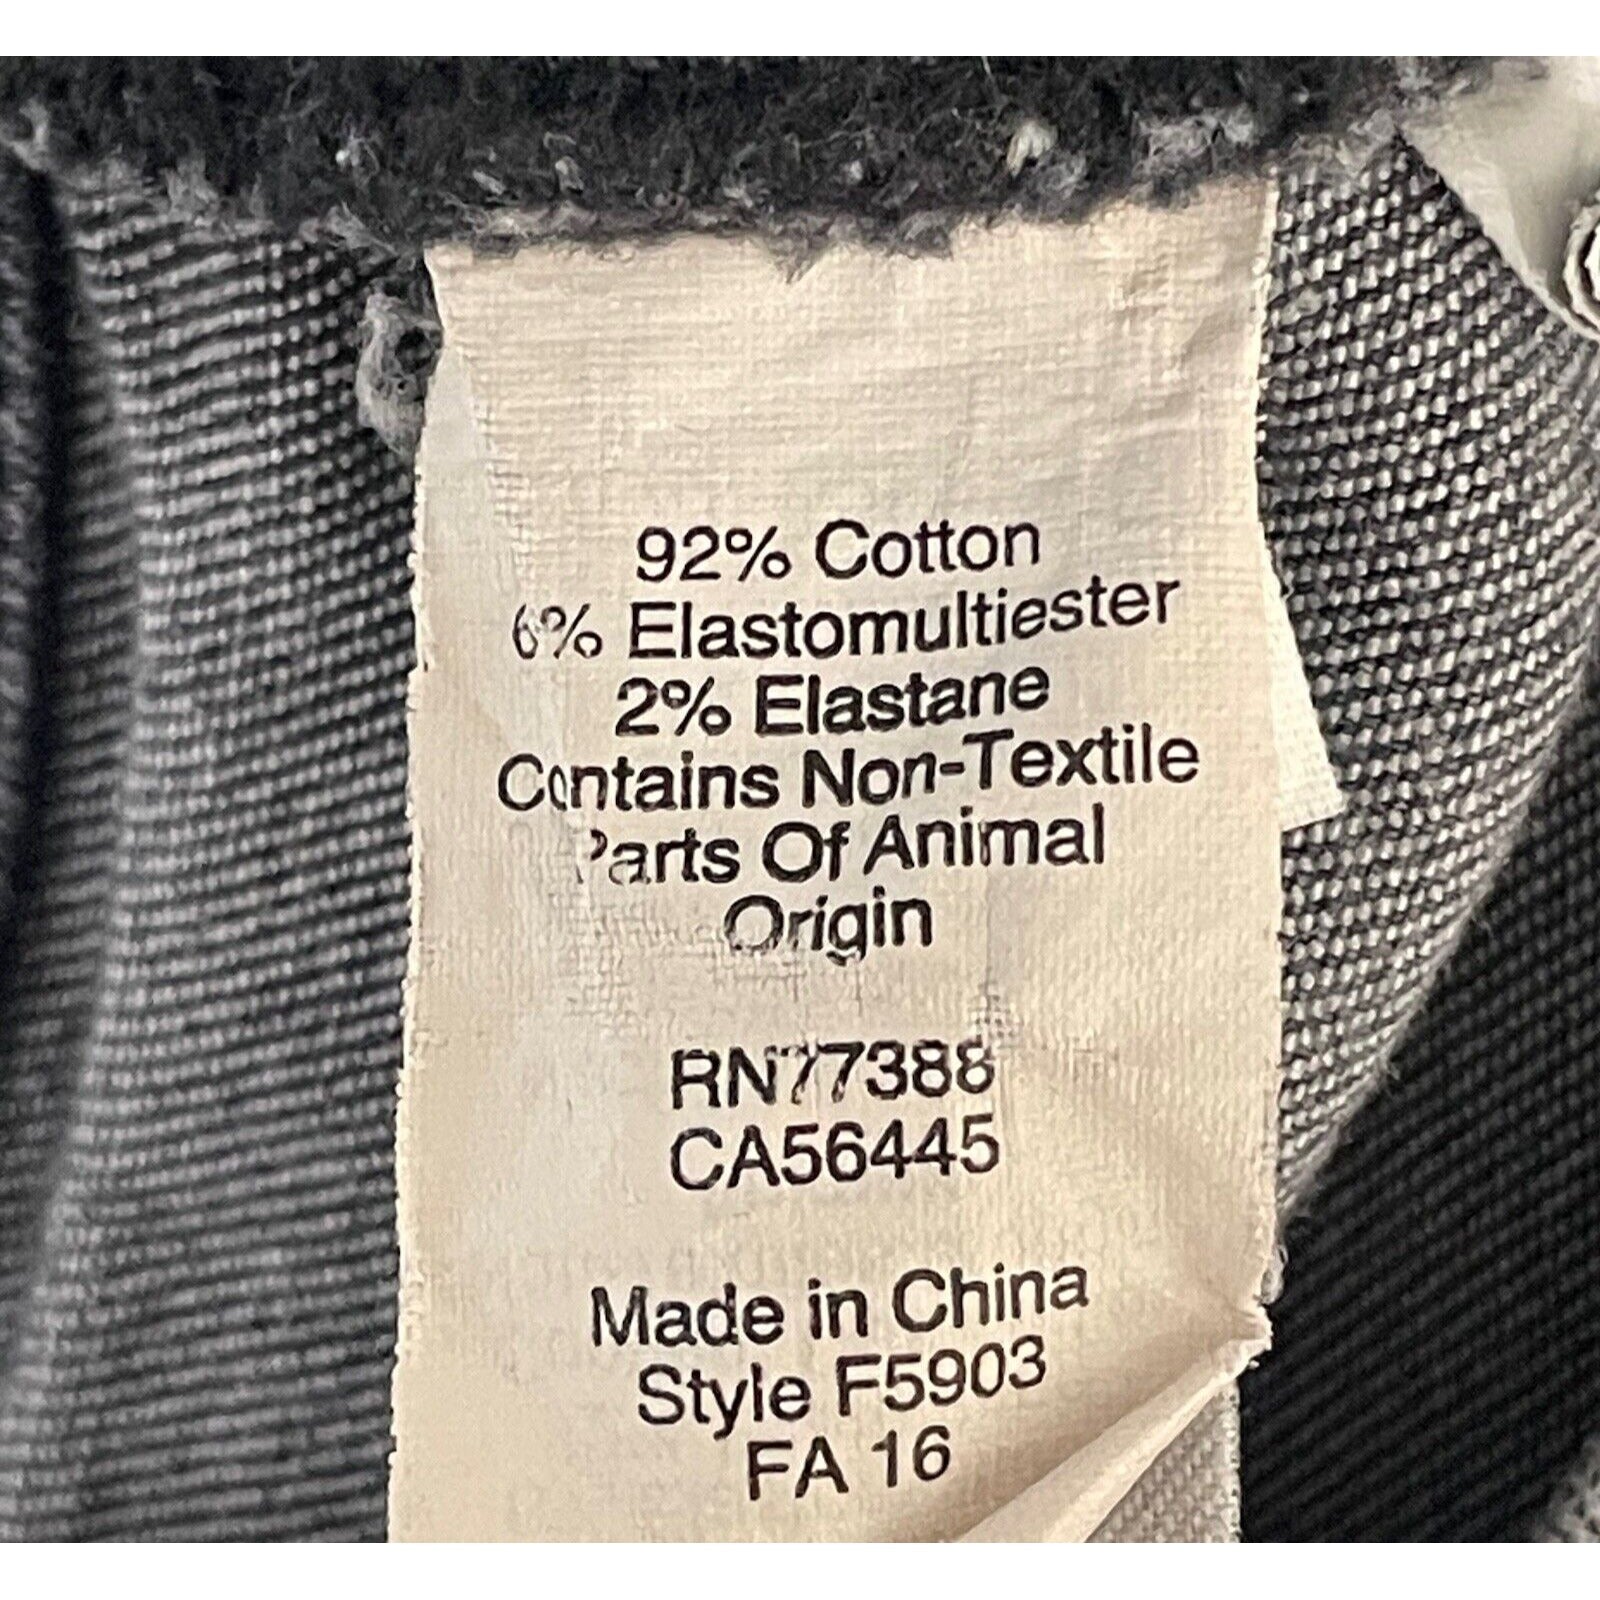 92% Cotton
6% Elastomultiester
2% Elastane
Contains Non-Textile
Parts Of Animal
Origin
RN77388
CA56445
Made in China
Style F5903
FA 16